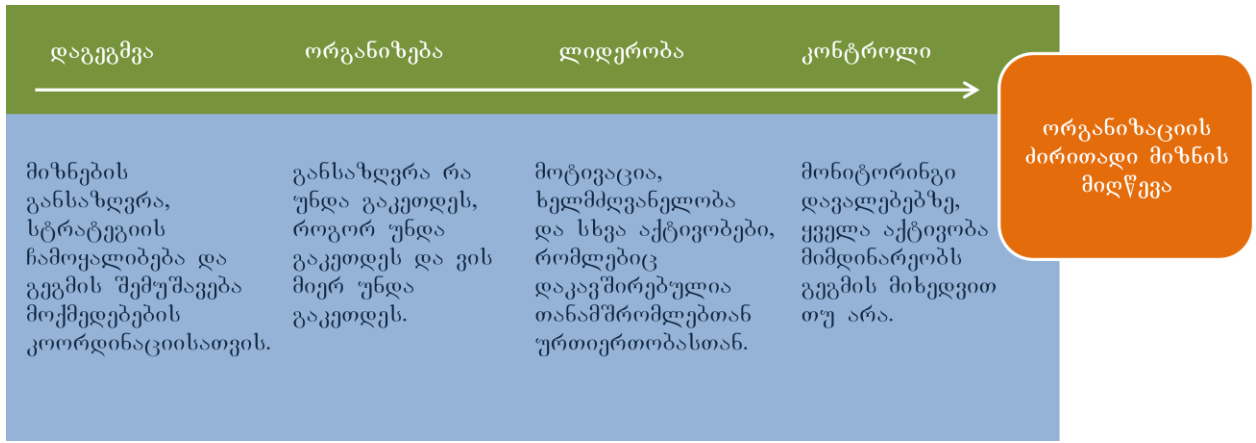 დაგეგმვა
ორგანიზება
ლიდერობა
კონტროლი
მიზნების
განსაზღვრა,
სტრატეგიის
ჩამოყალიბება და
გეგმის შემუშავება
მოქმედებების
კოორდინაციისათვის.
განსაზღვრა რა
უნდა გაკეთდეს,
როგორ უნდა
გაკეთდეს და ვის
მიერ უნდა
გაკეთდეს.
მოტივაცია,
ხელმძღვანელობა
და სხვა აქტივობები,
რომლებიც
დაკავშირებულია
თანამშრომლებთან
ურთიერთობასთან.
მონიტორინგი
დავალებებზე,
ყველა აქტივობა
მიმდინარეობს
გეგმის მიხედვით
თუ არა.
ორგანიზაციის
ძირითადი მიზნის
მიღწევა